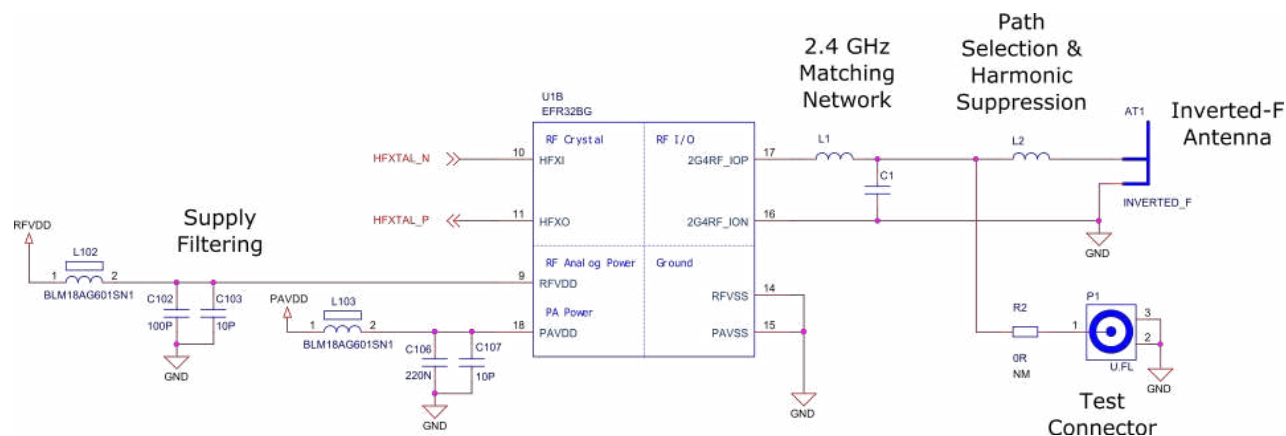 Path
Selection &
Harmonic
Suppression
2.4 GHz
Matching
Network
Inverted-F
Antenna
AT1
INVERTED_F
U1B
EFR32BG
RF Crystal
RF I/O
HFXTAL_N
10
HFXI
2G4RF_IOP
17
L1
L2
C1
HFXTAL_P
11
HFXO
2G4RF_ION
16
GND
Supply
Filtering
RFVDD
L102
1
2
BLM18AG601SN1
C102
100P
C103
10P
GND
RF Analog Power
Ground
9
RFVDD
RFVSS
14
PA Power
18
PAVDD
PAVSS
15
GND
PAVDD
L103
1
2
BLM18AG601SN1
C106
220N
C107
10P
GND
R2
0R
NM
P1
1
3
2
U.FL
GND
Test
Connector